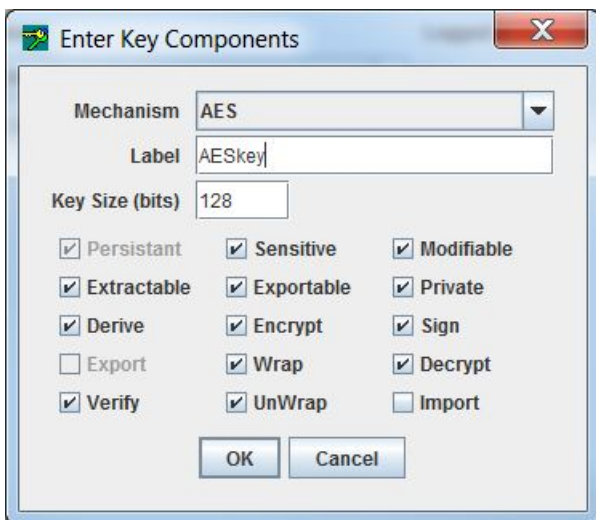 Enter Key Components
Mechanism AES
Label AESkey
Key Size (bits) 128
Persistant Sensitive Modifiable
Extractable Exportable Private
Derive Encrypt Sign
Export Wrap Decrypt
Verify UnWrap Import
OK Cancel